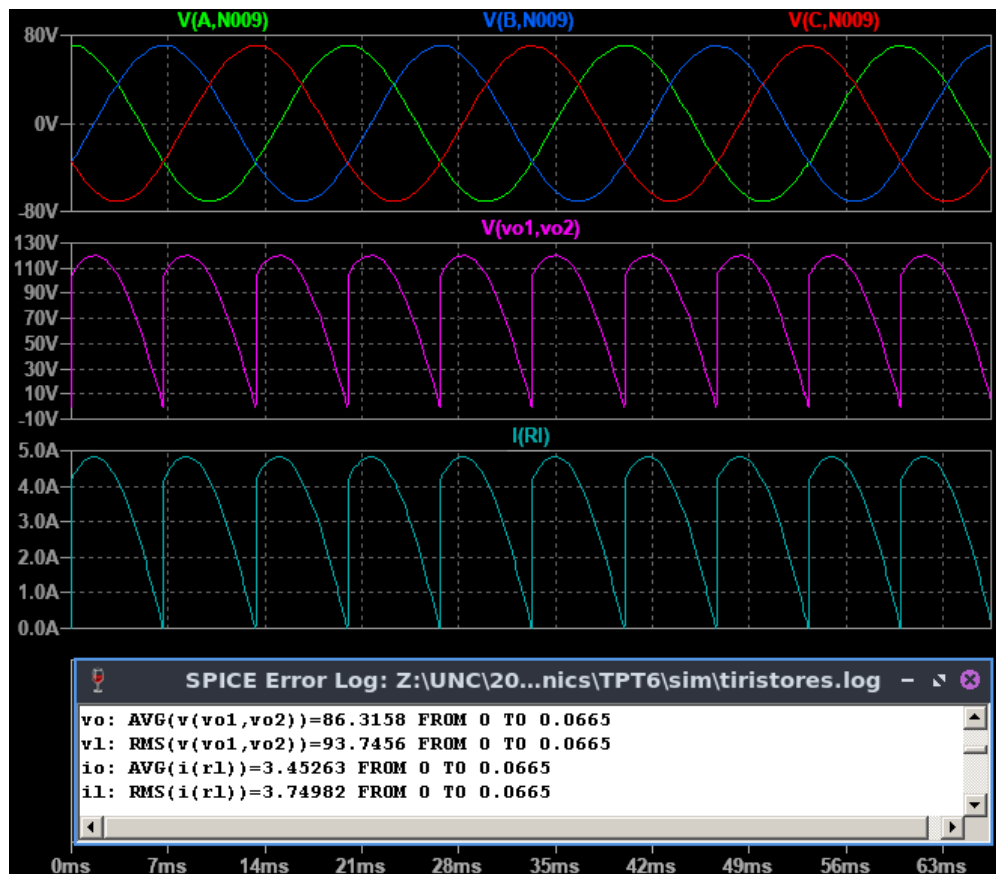 V(A,N009) V(B,N009) V(C,N009)
80V
0V
-80V
V(vo1,vo2)
130V
110V
90V
70V
50V
30V
10V
-10V
I(Rl)
5.0A
4.0A
3.0A
2.0A
1.0A
0.0A
SPICE Error Log: Z:\UNC\20...nics\TPT6\sim\tiristores.log
vo: AVG(v(vo1,vo2))=86.3158 FROM 0 TO 0.0665
vl: RMS(v(vo1,vo2))=93.7456 FROM 0 TO 0.0665
io: AVG(i(rl))=3.45263 FROM 0 TO 0.0665
il: RMS(i(rl))=3.74982 FROM 0 TO 0.0665
0ms 7ms 14ms 21ms 28ms 35ms 42ms 49ms 56ms 63ms